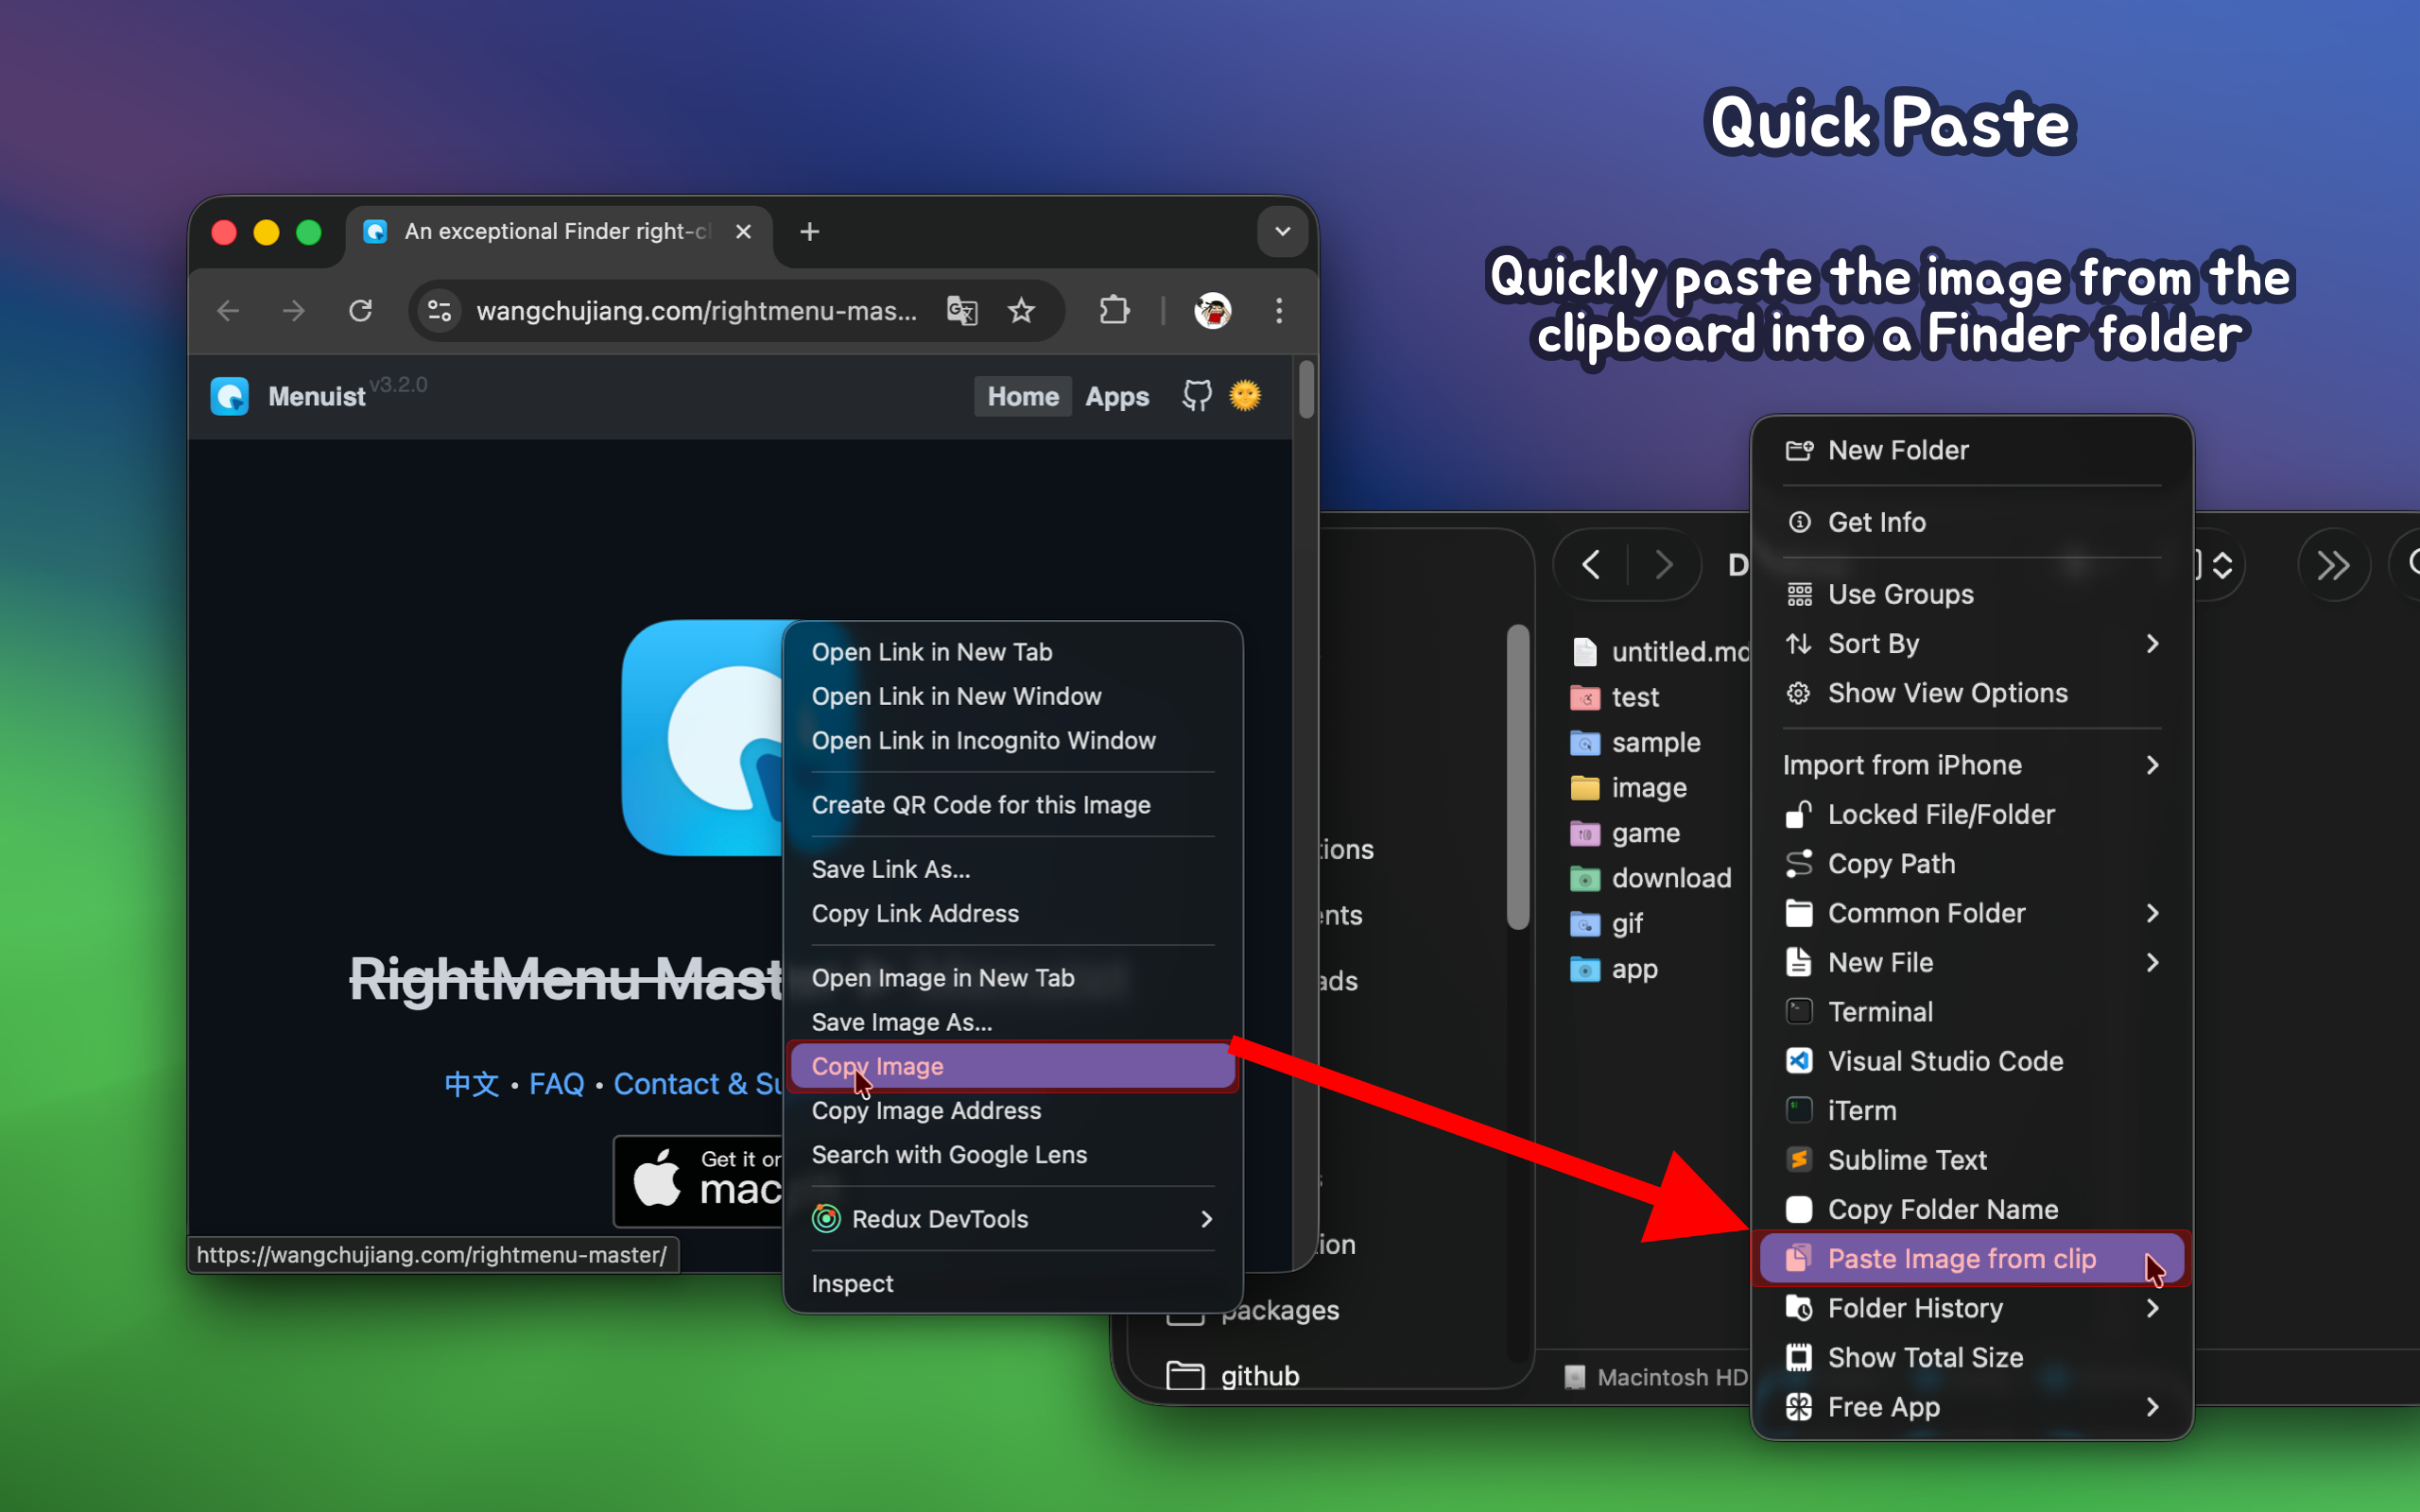 Quick Paste
Quickly paste the image from the
clipboard into a Finder folder
An exceptional Finder right-cl
wangchujiang.com/rightmenu-mas...
Menuist v3.2.0
Home
Apps
RightMenu Mast
中文 • FAQ • Contact & Su
Get it on
mac
https://wangchujiang.com/rightmenu-master/
Open Link in New Tab
Open Link in New Window
Open Link in Incognito Window
Create QR Code for this Image
Save Link As...
Copy Link Address
Open Image in New Tab
Save Image As...
Copy Image
Copy Image Address
Search with Google Lens
Redux DevTools
Inspect
tions
ents
ads
ion
packages
github
D
untitled.md
test
sample
image
game
download
gif
app
Macintosh HD
New Folder
Get Info
Use Groups
Sort By
Show View Options
Import from iPhone
Locked File/Folder
Copy Path
Common Folder
New File
Terminal
Visual Studio Code
iTerm
Sublime Text
Copy Folder Name
Paste Image from clip
Folder History
Show Total Size
Free App